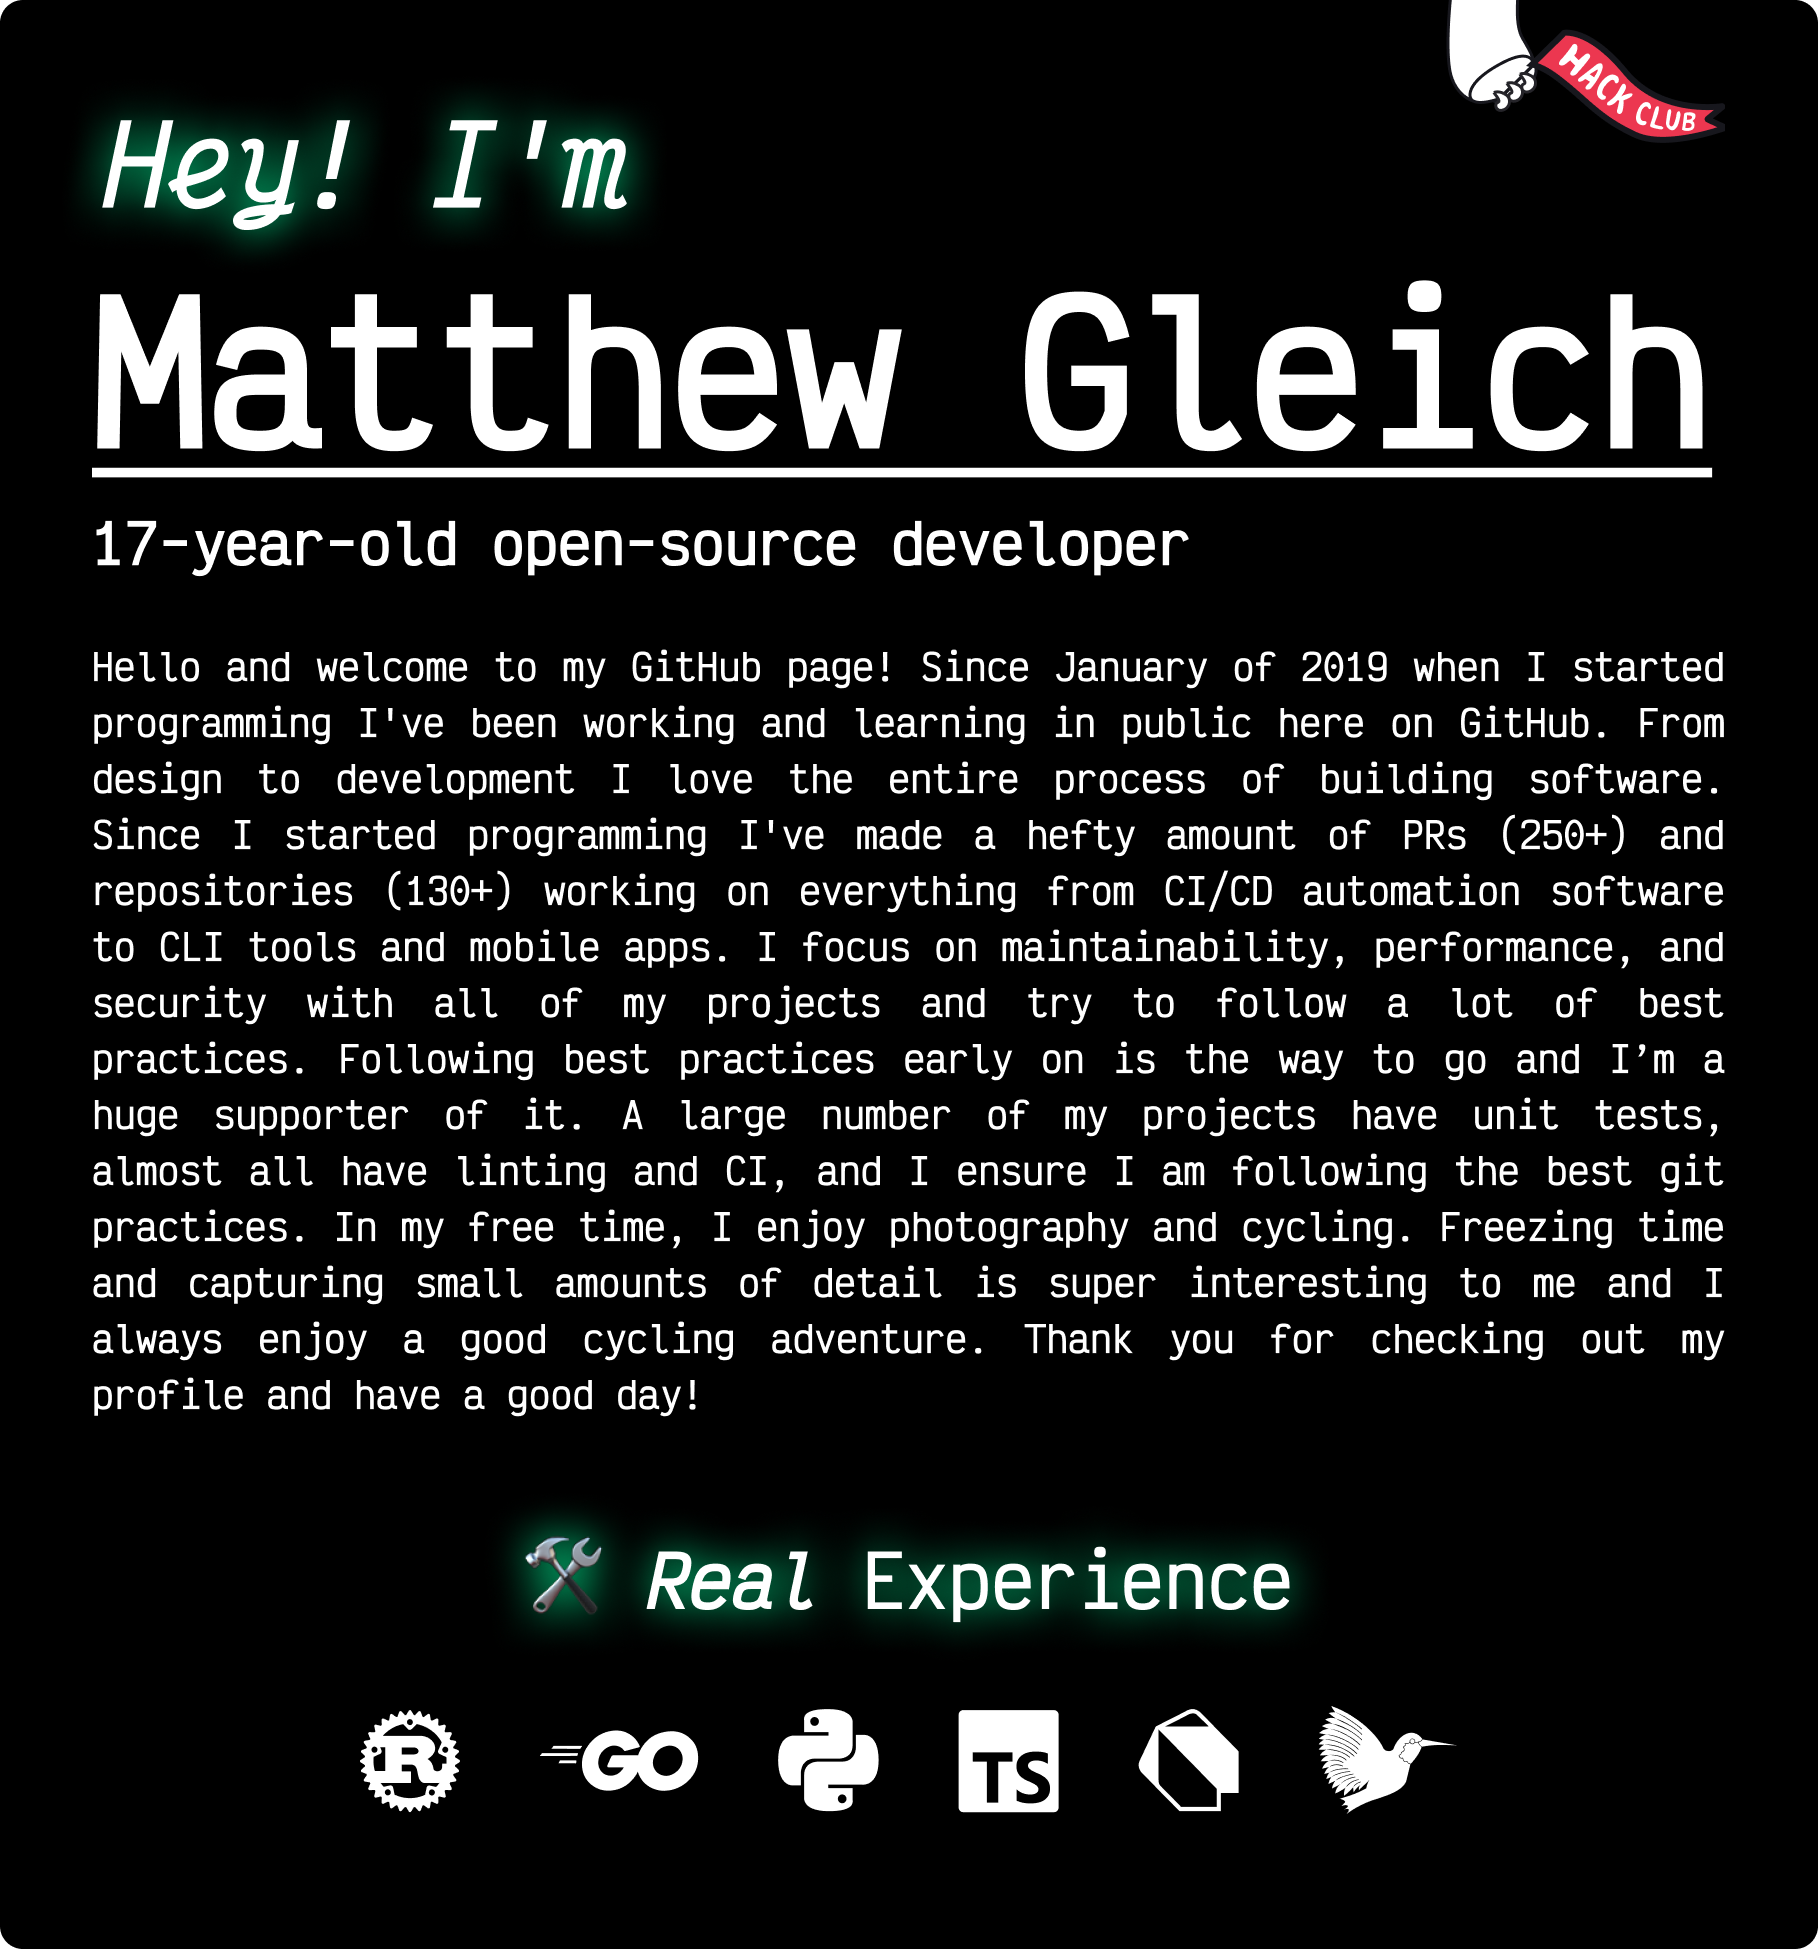 HACK CLUB
Hey! I'm
Matthew Gleich
17-year-old open-source developer
Hello and welcome to my GitHub page! Since January of 2019 when I started
programming I've been working and learning in public here on GitHub. From
design to development I love the entire process of building software.
Since I started programming I've made a hefty amount of PRs (250+) and
repositories (130+) working on everything from CI/CD automation software
to CLI tools and mobile apps. I focus on maintainability, performance, and
security with all of my projects and try to follow a lot of best
practices. Following best practices early on is the way to go and I’m a
huge supporter of it. A large number of my projects have unit tests,
almost all have linting and CI, and I ensure I am following the best git
practices. In my free time, I enjoy photography and cycling. Freezing time
and capturing small amounts of detail is super interesting to me and I
always enjoy a good cycling adventure. Thank you for checking out my
profile and have a good day!
🛠 Real Experience
R GO TS